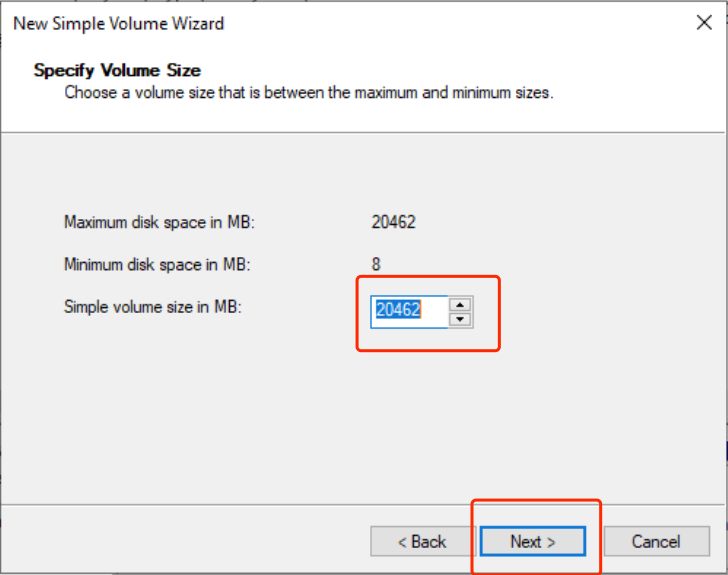 New Simple Volume Wizard
Specify Volume Size
Choose a volume size that is between the maximum and minimum sizes.
Maximum disk space in MB: 20462
Minimum disk space in MB: 8
Simple volume size in MB: 20462
< Back Next > Cancel